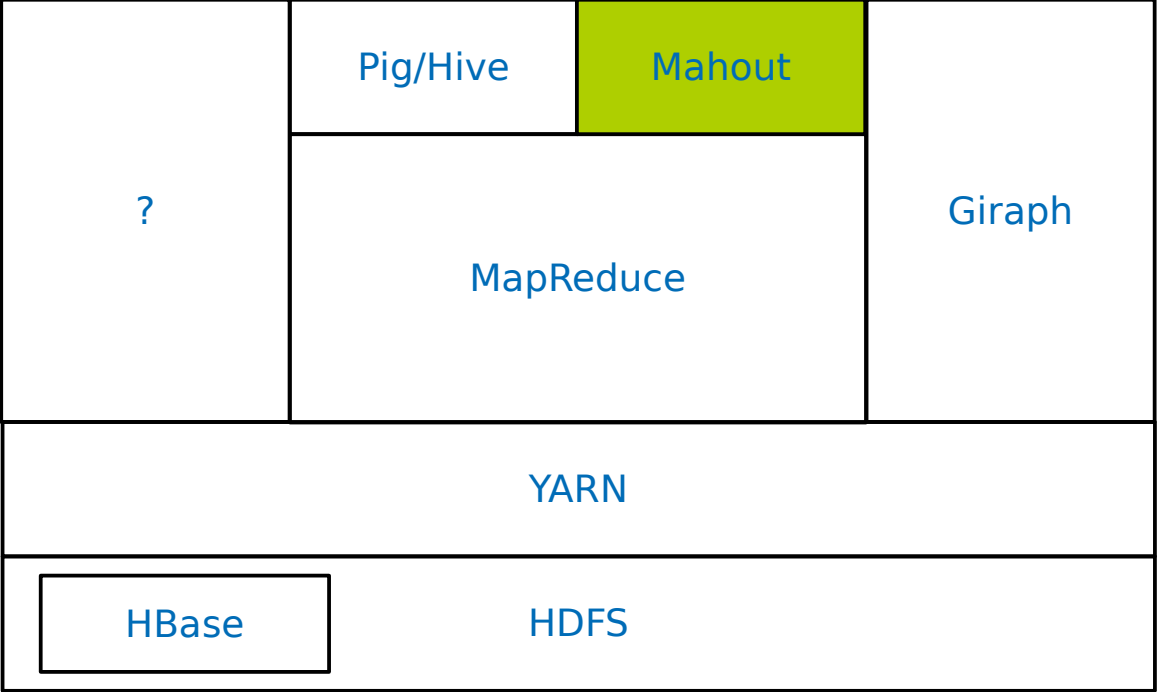 Pig/Hive
Mahout
?
Giraph
MapReduce
YARN
HBase
HDFS